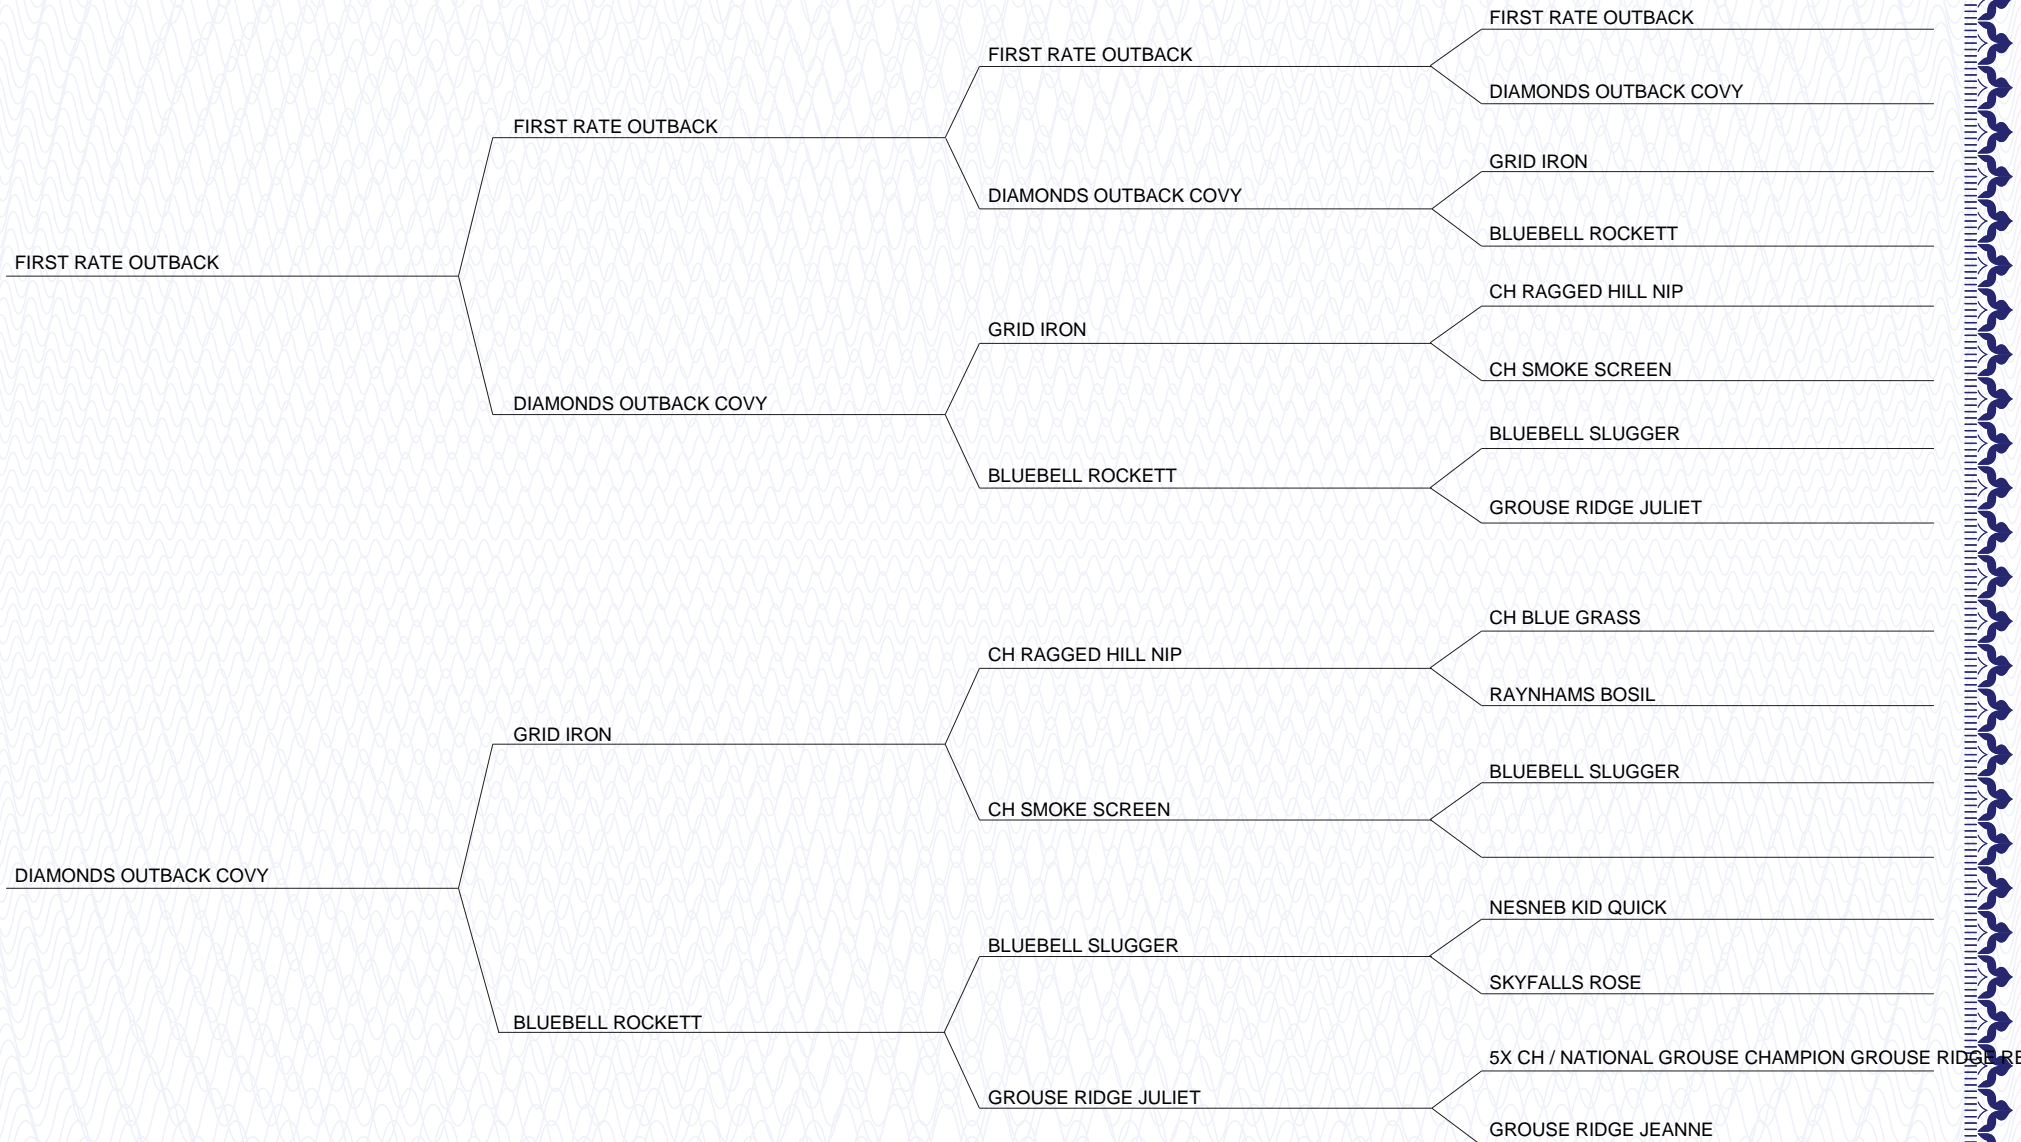 FIRST RATE OUTBACK
FIRST RATE OUTBACK
FIRST RATE OUTBACK
DIAMONDS OUTBACK COVY
FIRST RATE OUTBACK
GRID IRON
DIAMONDS OUTBACK COVY
BLUEBELL ROCKETT
FIRST RATE OUTBACK
CH RAGGED HILL NIP
GRID IRON
CH SMOKE SCREEN
DIAMONDS OUTBACK COVY
BLUEBELL SLUGGER
BLUEBELL ROCKETT
GROUSE RIDGE JULIET
CH BLUE GRASS
CH RAGGED HILL NIP
RAYNHAMS BOSIL
GRID IRON
BLUEBELL SLUGGER
CH SMOKE SCREEN
DIAMONDS OUTBACK COVY
NESNEB KID QUICK
BLUEBELL SLUGGER
SKYFALLS ROSE
BLUEBELL ROCKETT
5X CH / NATIONAL GROUSE CHAMPION GROUSE RIDGE
GROUSE RIDGE JULIET
GROUSE RIDGE JEANNE